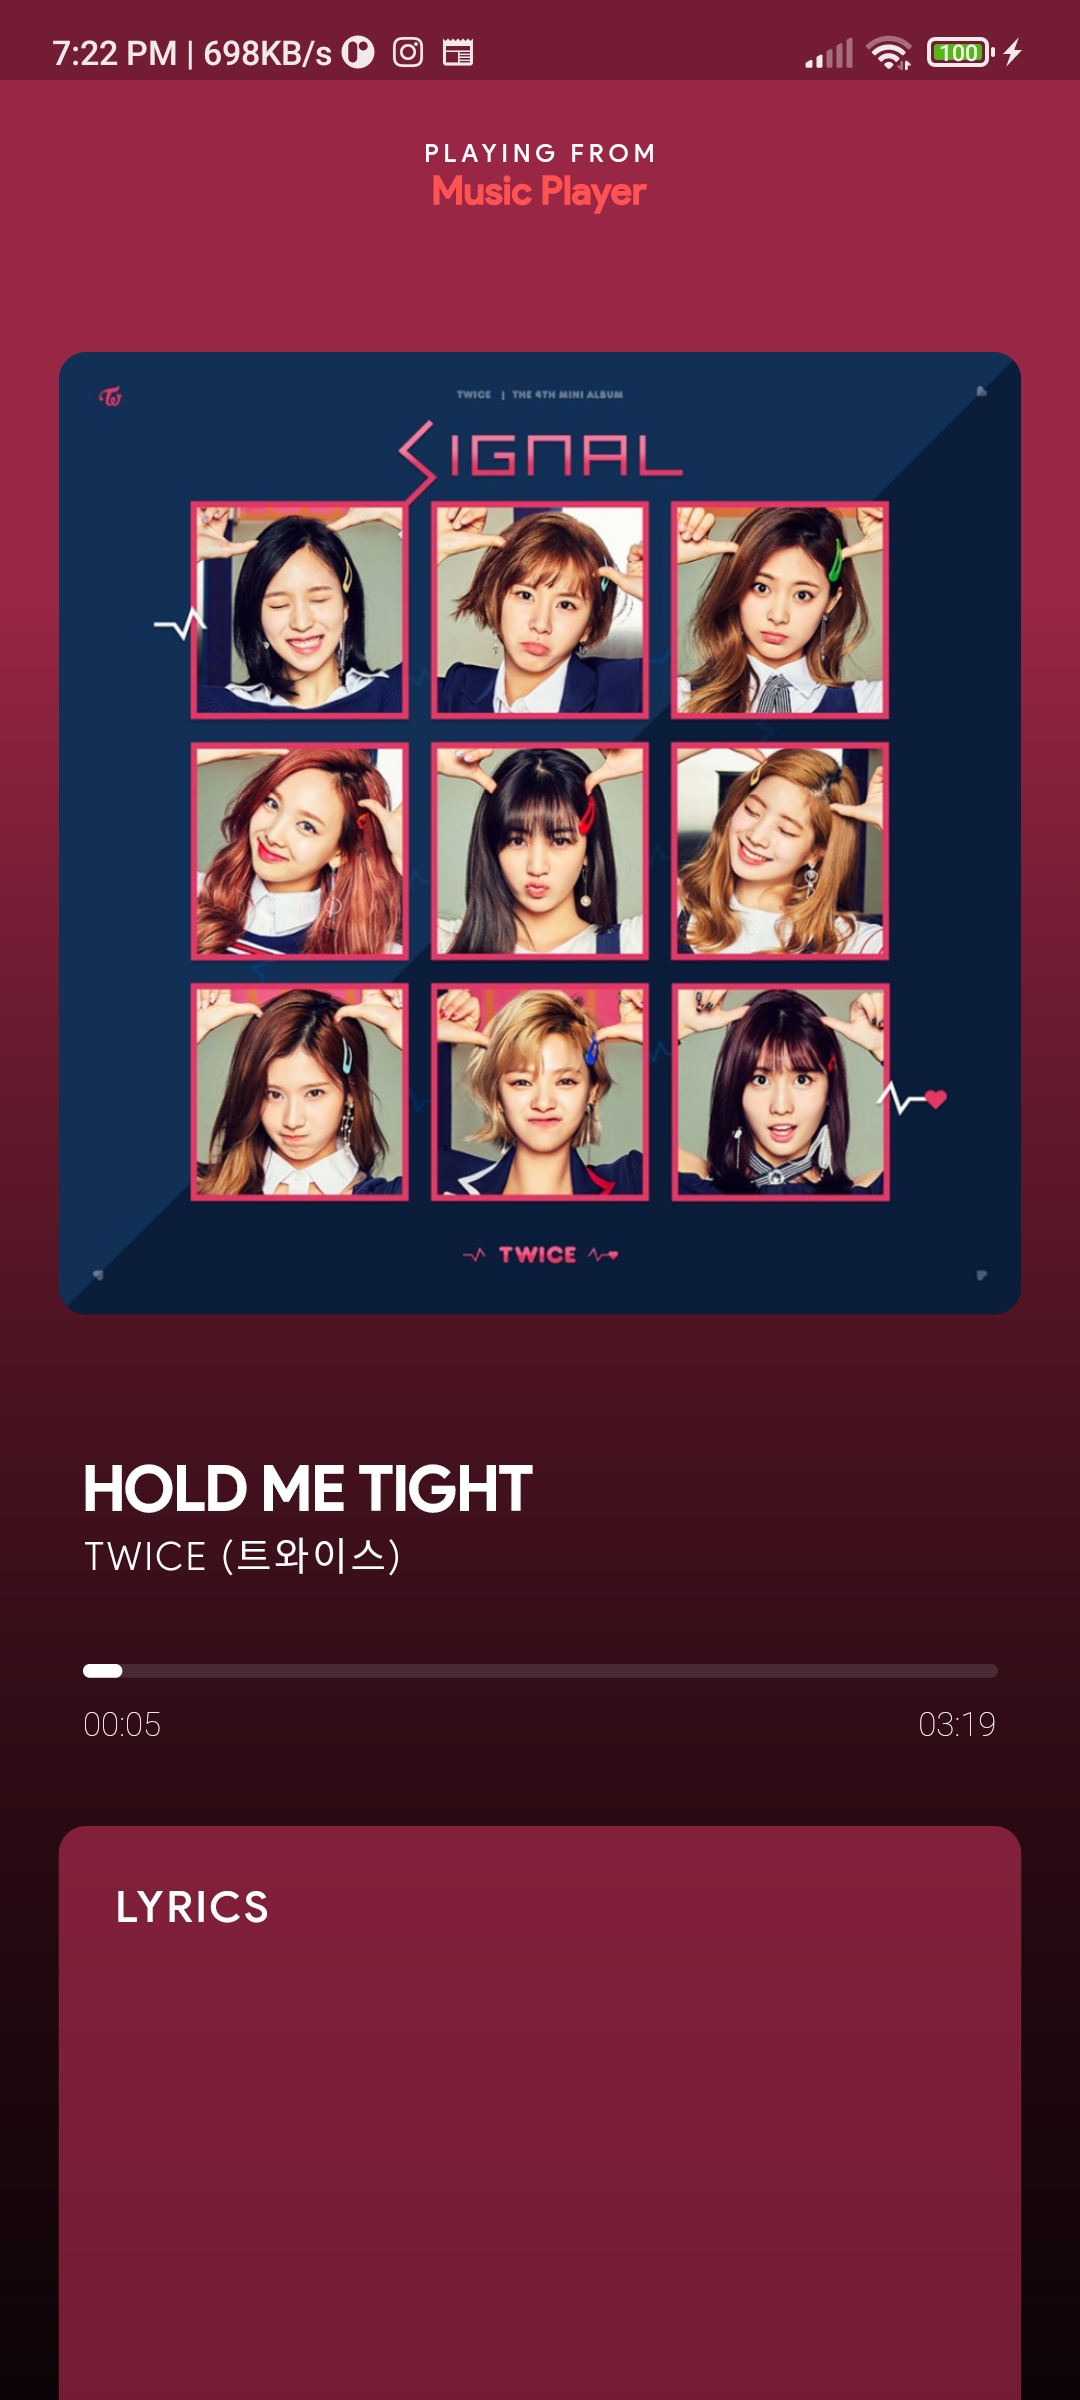 7:22 PM | 698KB/s
100
PLAYING FROM
Music Player
TWICE | THE 4TH MINI ALBUM
SIGNAL
TWICE
HOLD ME TIGHT
TWICE (트와이스)
00:05
03:19
LYRICS